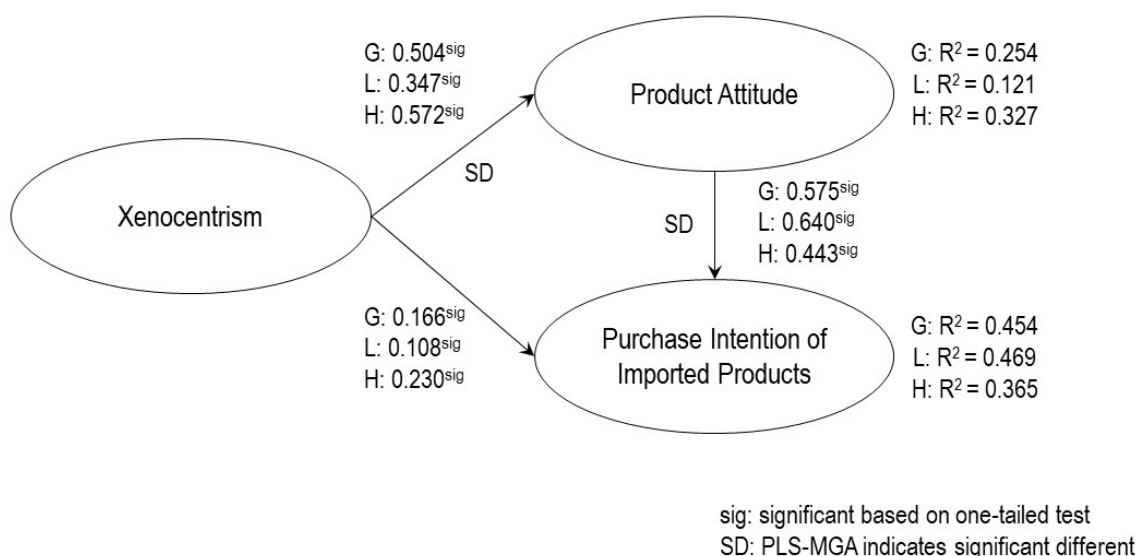 G: 0.504sig
L: 0.347sig
H: 0.572sig
Product Attitude
G: R² = 0.254
L: R² = 0.121
H: R² = 0.327
SD
Xenocentrism
SD
G: 0.575sig
L: 0.640sig
H: 0.443sig
G: 0.166sig
L: 0.108sig
H: 0.230sig
Purchase Intention of
Imported Products
G: R² = 0.454
L: R² = 0.469
H: R² = 0.365
sig: significant based on one-tailed test
SD: PLS-MGA indicates significant different